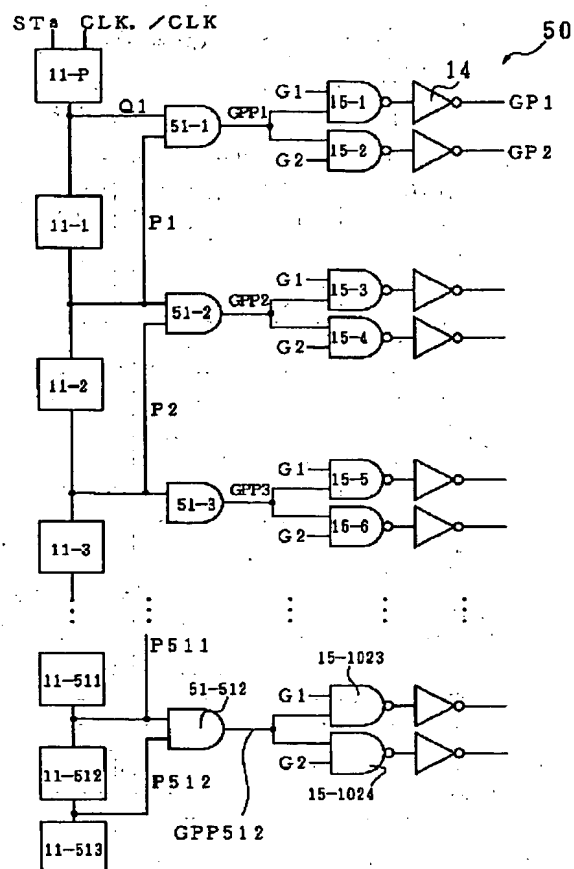 STa CLK. /CLK
50
11-P
14
Q1
51-1
GPP1
G1
15-1
GP1
15-2
G2
GP2
11-1
P1
51-2
GPP2
G1
15-3
15-4
G2
11-2
P2
51-3
GPP3
G1
15-5
15-6
G2
11-3
P511
15-1023
51-512
11-511
G1
11-512
P512
G2
15-1024
GPP512
11-513